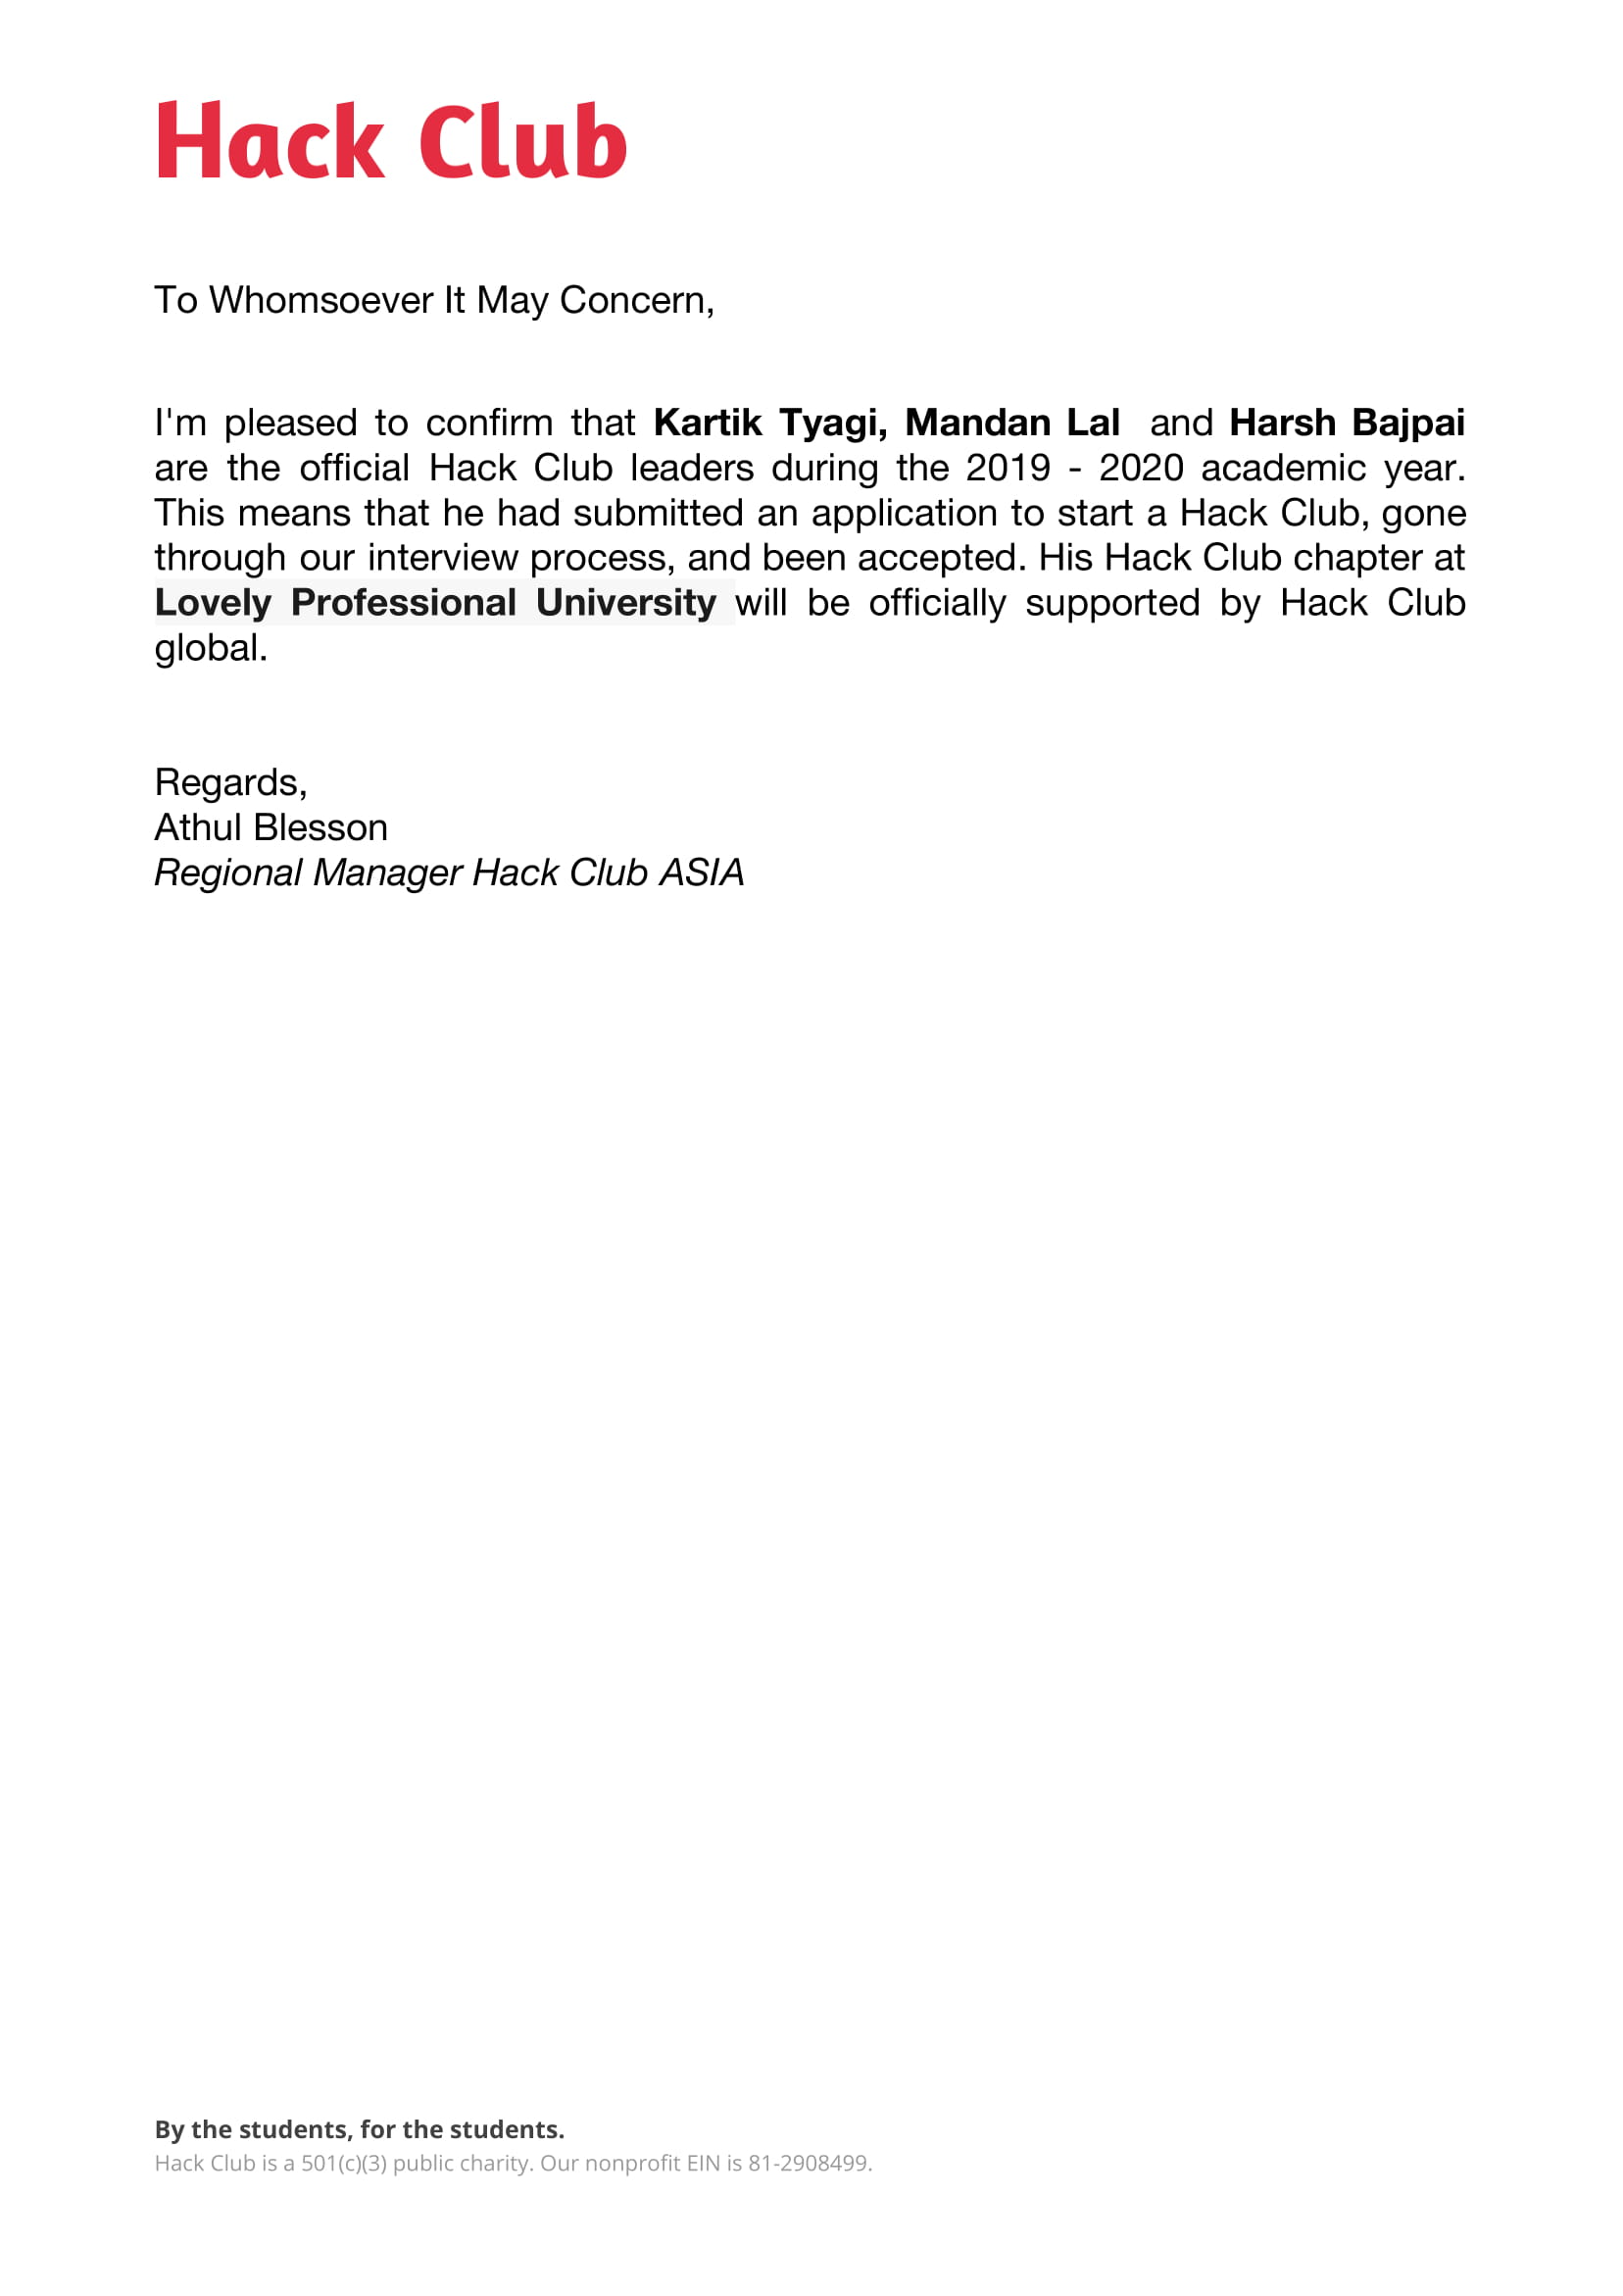 Hack Club
To Whomsoever It May Concern,
I'm pleased to confirm that Kartik Tyagi, Mandan Lal and Harsh Bajpai
are the official Hack Club leaders during the 2019 - 2020 academic year.
This means that he had submitted an application to start a Hack Club, gone
through our interview process, and been accepted. His Hack Club chapter at
Lovely Professional University will be officially supported by Hack Club
global.
Regards,
Athul Blesson
Regional Manager Hack Club ASIA
By the students, for the students.
Hack Club is a 501(c)(3) public charity. Our nonprofit EIN is 81-2908499.